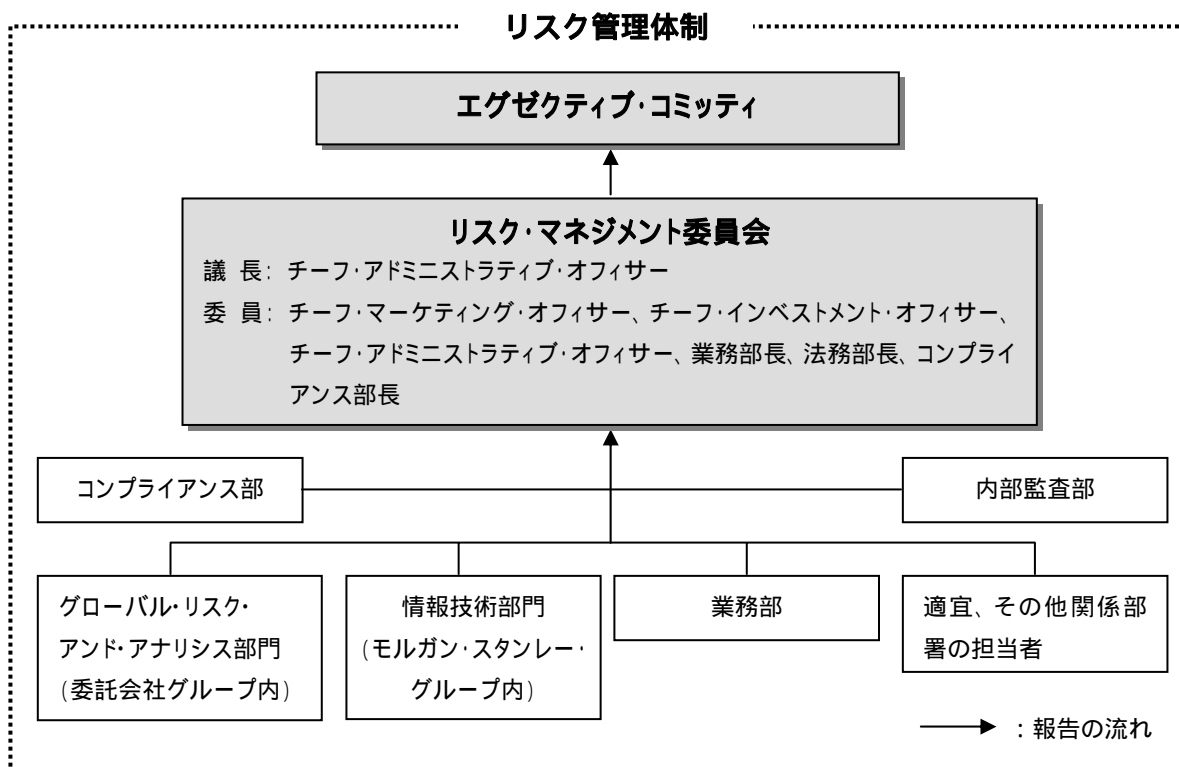 リスク管理体制
エグゼクティブ・コミッティ
リスク・マネジメント委員会
議 長: チーフ・アドミニストラティブ・オフィサー
委 員: チーフ・マーケティング・オフィサー、チーフ・インベストメント・オフィサー、
チーフ・アドミニストラティブ・オフィサー、業務部長、法務部長、コンプライ
アンス部長
コンプライアンス部
内部監査部
グローバル・リスク・
アンド・アナリシス部門
(委託会社グループ内)
情報技術部門
(モルガン・スタンレー・
グループ内)
業務部
適宜、その他関係部
署の担当者
:報告の流れ